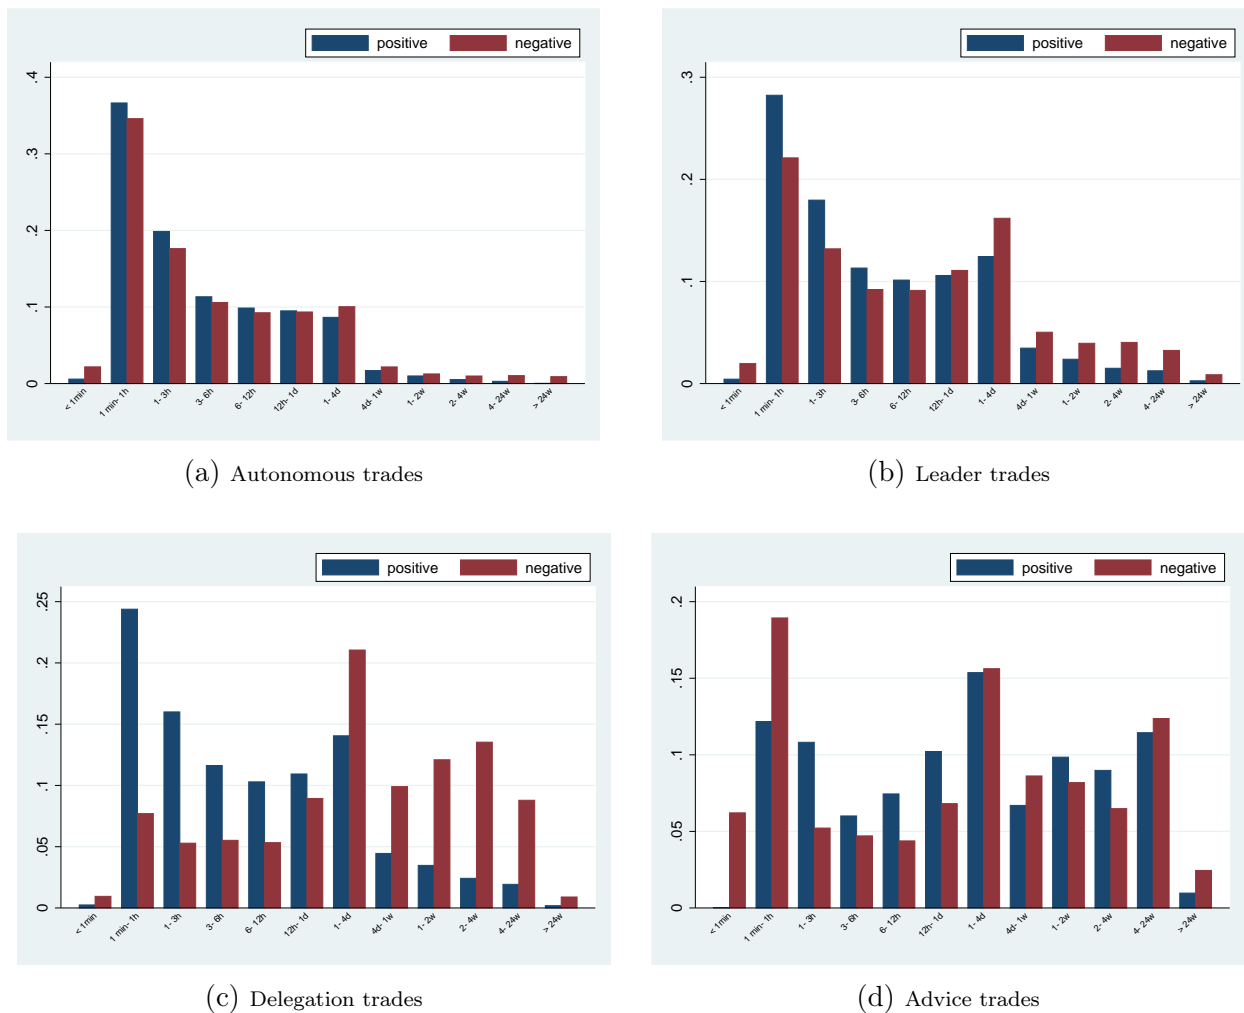 positive negative
.4
.3
.2
.1
0
< 1min 1 min- 1h 1- 3h 3- 6h 6- 12h 12h- 1d 1- 4d 4d- 1w 1- 2w 2- 4w 4- 24w > 24w
(a) Autonomous trades
positive negative
.3
.2
.1
0
< 1min 1 min- 1h 1- 3h 3- 6h 6- 12h 12h- 1d 1- 4d 4d- 1w 1- 2w 2- 4w 4- 24w > 24w
(b) Leader trades
positive negative
.25
.2
.15
.1
.05
0
< 1min 1 min- 1h 1- 3h 3- 6h 6- 12h 12h- 1d 1- 4d 4d- 1w 1- 2w 2- 4w 4- 24w > 24w
(c) Delegation trades
positive negative
.2
.15
.1
.05
0
< 1min 1 min- 1h 1- 3h 3- 6h 6- 12h 12h- 1d 1- 4d 4d- 1w 1- 2w 2- 4w 4- 24w > 24w
(d) Advice trades